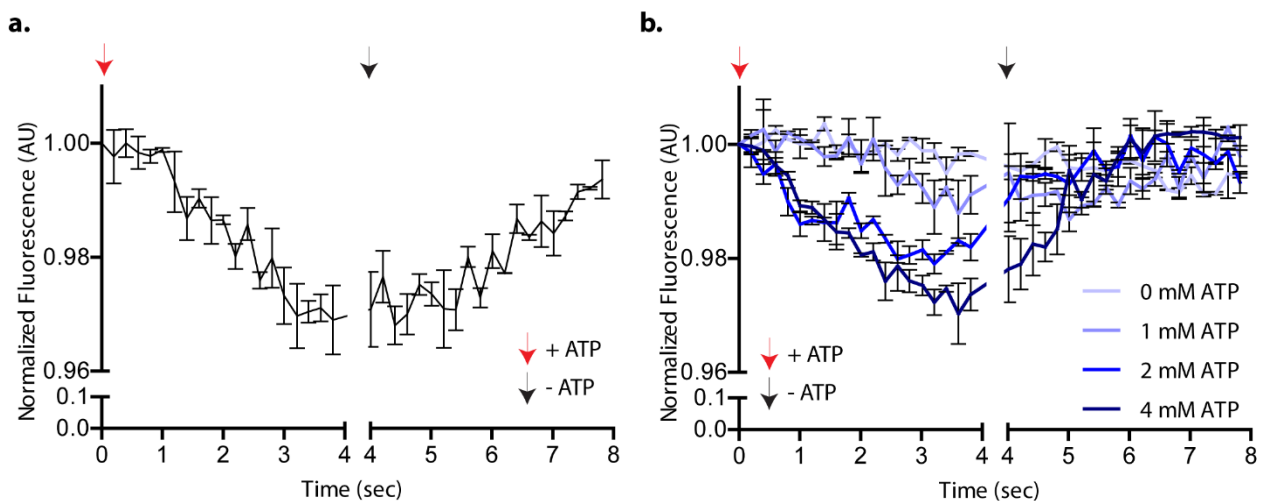 a.
Normalized Fluorescence (AU)
1.00
0.98
0.96
0.1
0.0
+ ATP
- ATP
0 1 2 3 4 4 5 6 7 8
Time (sec)
b.
Normalized Fluorescence (AU)
1.00
0.98
0.96
0.1
0.0
+ ATP
- ATP
0 mM ATP
1 mM ATP
2 mM ATP
4 mM ATP
0 1 2 3 4 4 5 6 7 8
Time (sec)